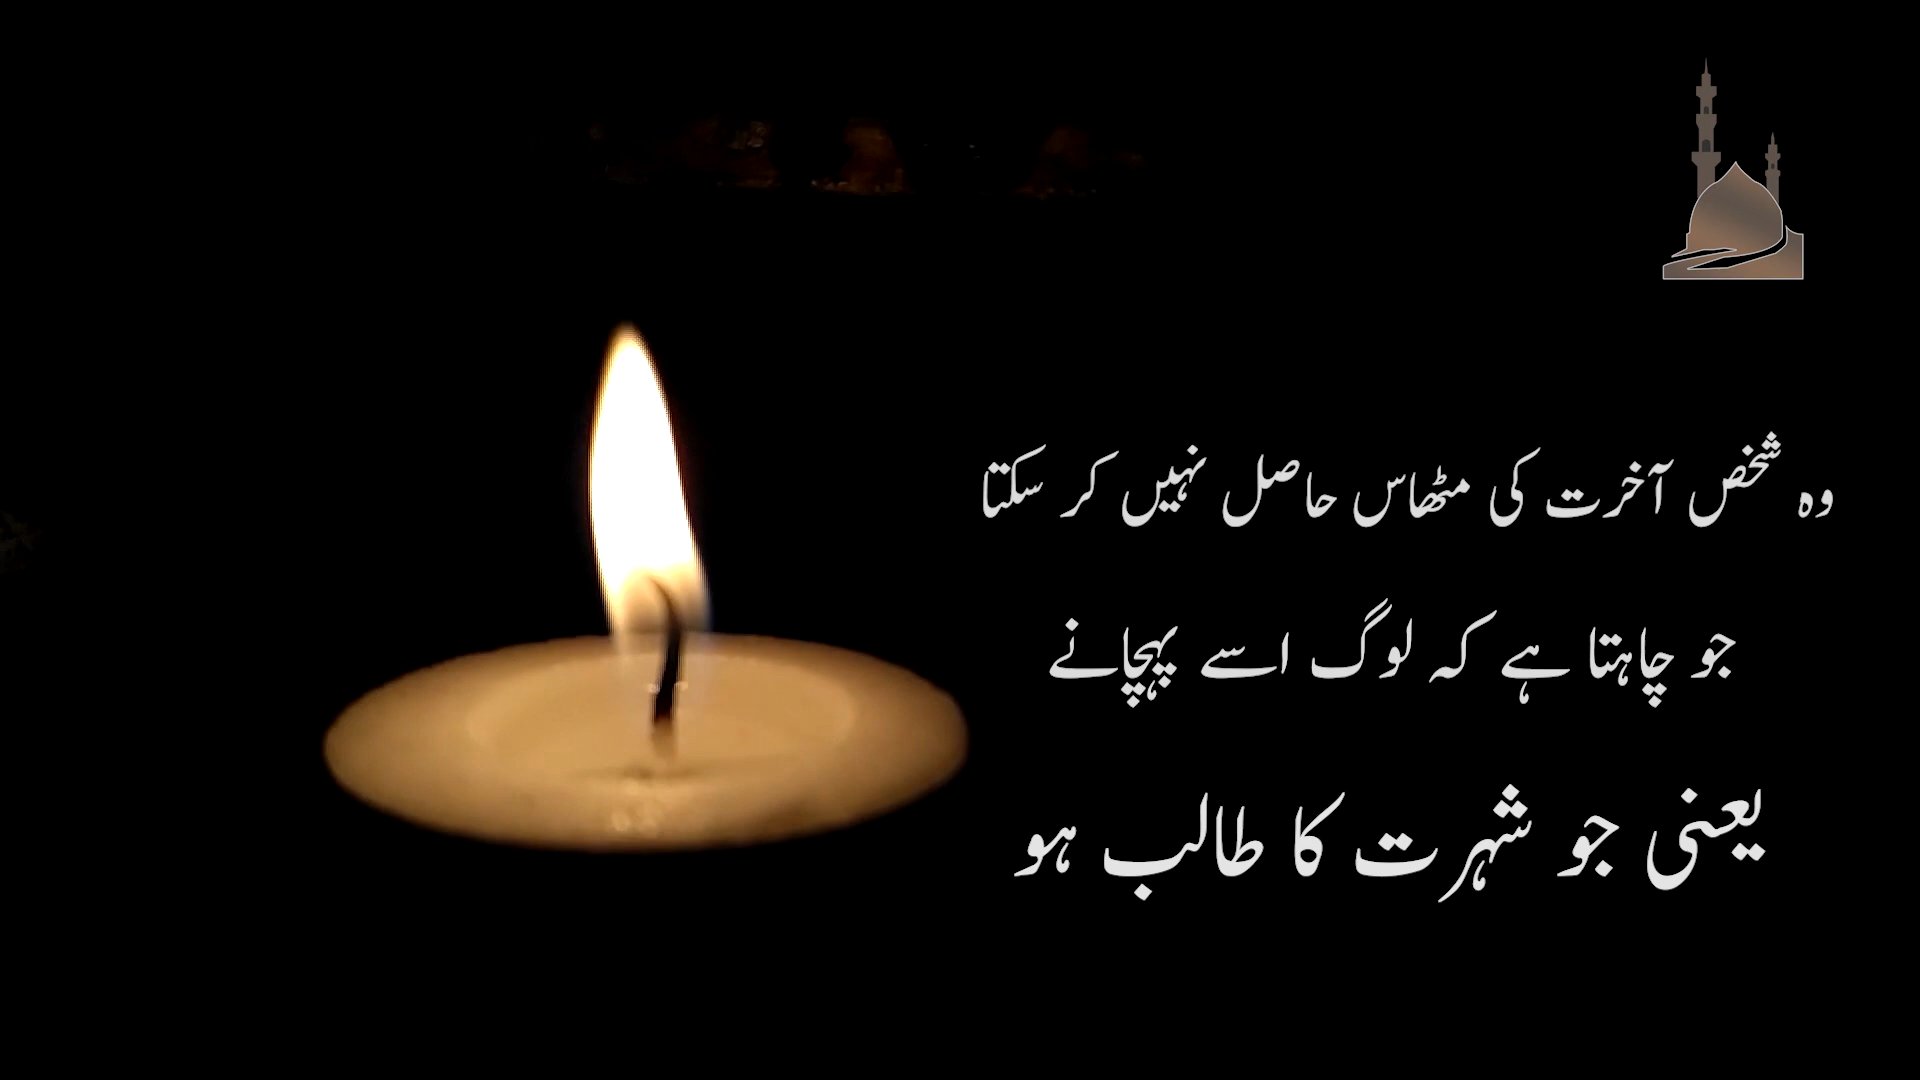 وہ شخص آخرت کی مٹھاس حاصل نہیں کر سکتا
جو چاہتا ہے کہ لوگ اسے پہچانے
یعنی جو شہرت کا طالب ہو